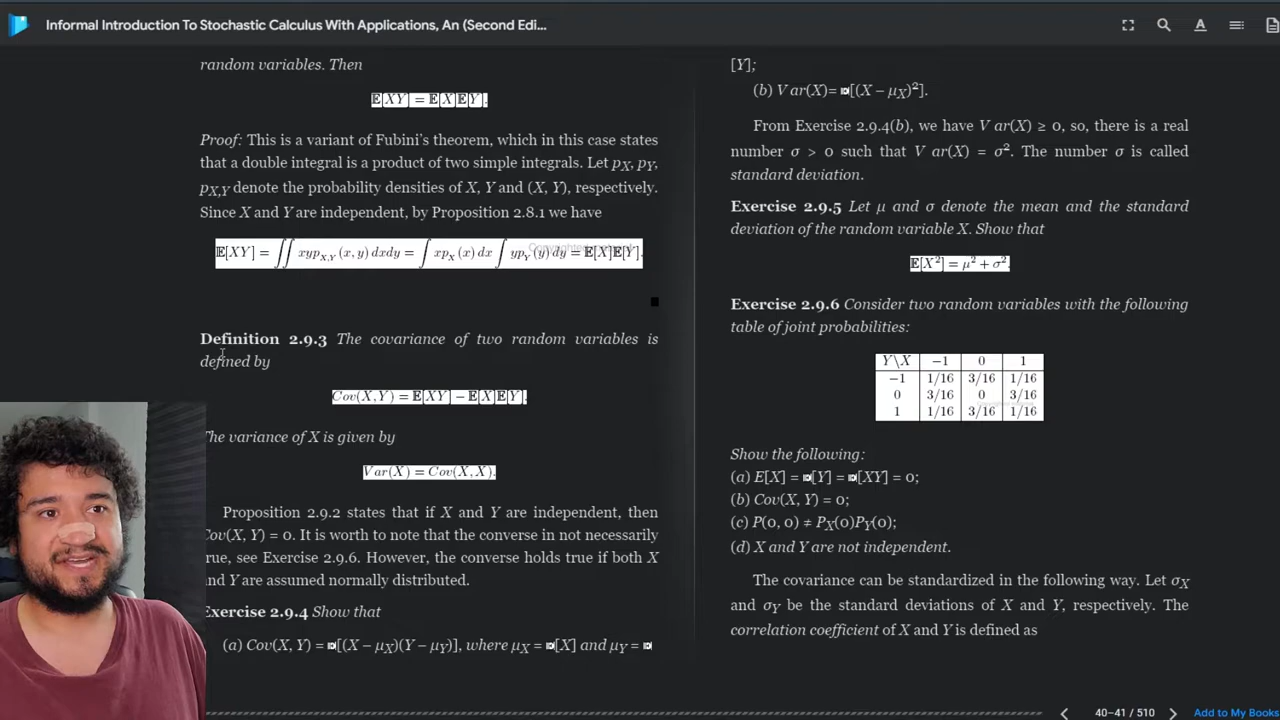 Informal Introduction To Stochastic Calculus With Applications, An (Second Edi...
random variables. Then
𝔼[XY] = 𝔼[X]𝔼[Y].
Proof: This is a variant of Fubini's theorem, which in this case states
that a double integral is a product of two simple integrals. Let pX, pY,
pX,Y denote the probability densities of X, Y and (X, Y), respectively.
Since X and Y are independent, by Proposition 2.8.1 we have
𝔼[XY] = ∬ xypX,Y (x, y) dxdy = ∫ xpX (x) dx ∫ ypY (y) dy = 𝔼[X]𝔼[Y].
Definition 2.9.3 The covariance of two random variables is
defined by
Cov(X, Y) = 𝔼[XY] − 𝔼[X]𝔼[Y].
The variance of X is given by
Var(X) = Cov(X, X).
Proposition 2.9.2 states that if X and Y are independent, then
Cov(X, Y) = 0. It is worth to note that the converse in not necessarily
true, see Exercise 2.9.6. However, the converse holds true if both X
and Y are assumed normally distributed.
Exercise 2.9.4 Show that
(a) Cov(X, Y) = 𝔼[(X − μX)(Y − μY)], where μX = 𝔼[X] and μY = 𝔼
[Y];
(b) V ar(X)= 𝔼[(X − μX)²].
From Exercise 2.9.4(b), we have V ar(X) ≥ 0, so, there is a real
number σ > 0 such that V ar(X) = σ². The number σ is called
standard deviation.
Exercise 2.9.5 Let μ and σ denote the mean and the standard
deviation of the random variable X. Show that
𝔼[X²] = μ² + σ².
Exercise 2.9.6 Consider two random variables with the following
table of joint probabilities:
Y\X −1 0 1
−1 1/16 3/16 1/16
0 3/16 0 3/16
1 1/16 3/16 1/16
Show the following:
(a) E[X] = 𝔼[Y] = 𝔼[XY] = 0;
(b) Cov(X, Y) = 0;
(c) P(0, 0) ≠ PX(0)PY(0);
(d) X and Y are not independent.
The covariance can be standardized in the following way. Let σX
and σY be the standard deviations of X and Y, respectively. The
correlation coefficient of X and Y is defined as
40–41 / 510
Add to My Books